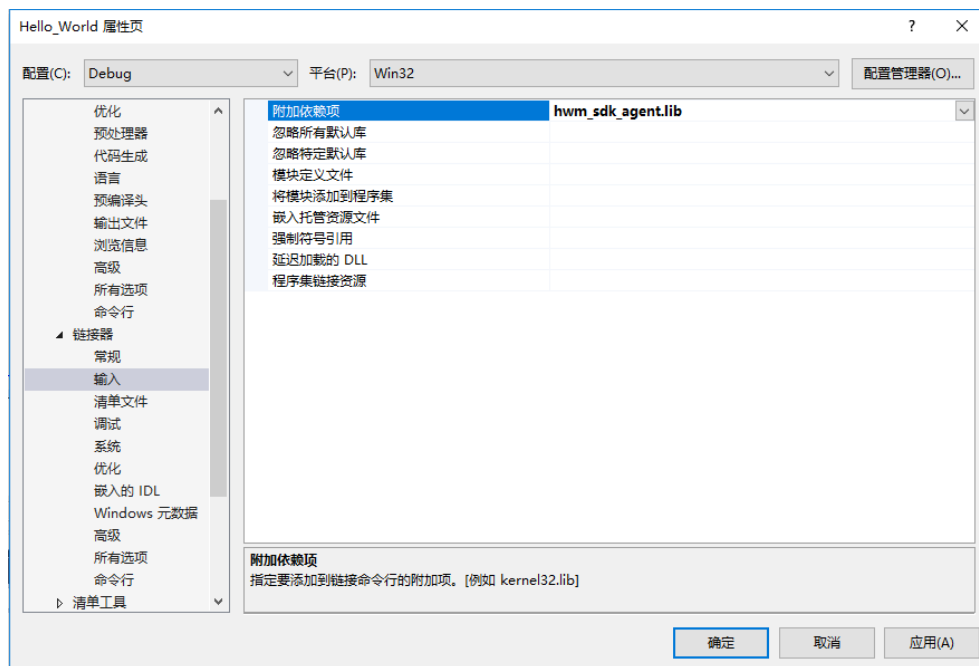 Hello_World 属性页
配置(C): Debug 平台(P): Win32 配置管理器(O)...
优化
预处理器
代码生成
语言
预编译头
输出文件
浏览信息
高级
所有选项
命令行
链接器
常规
输入
清单文件
调试
系统
优化
嵌入的 IDL
Windows 元数据
高级
所有选项
命令行
清单工具
附加依赖项 hwm_sdk_agent.lib
忽略所有默认库
忽略特定默认库
模块定义文件
将模块添加到程序集
嵌入托管资源文件
强制符号引用
延迟加载的 DLL
程序集链接资源
附加依赖项
指定要添加到链接命令行的附加项。[例如 kernel32.lib]
确定 取消 应用(A)